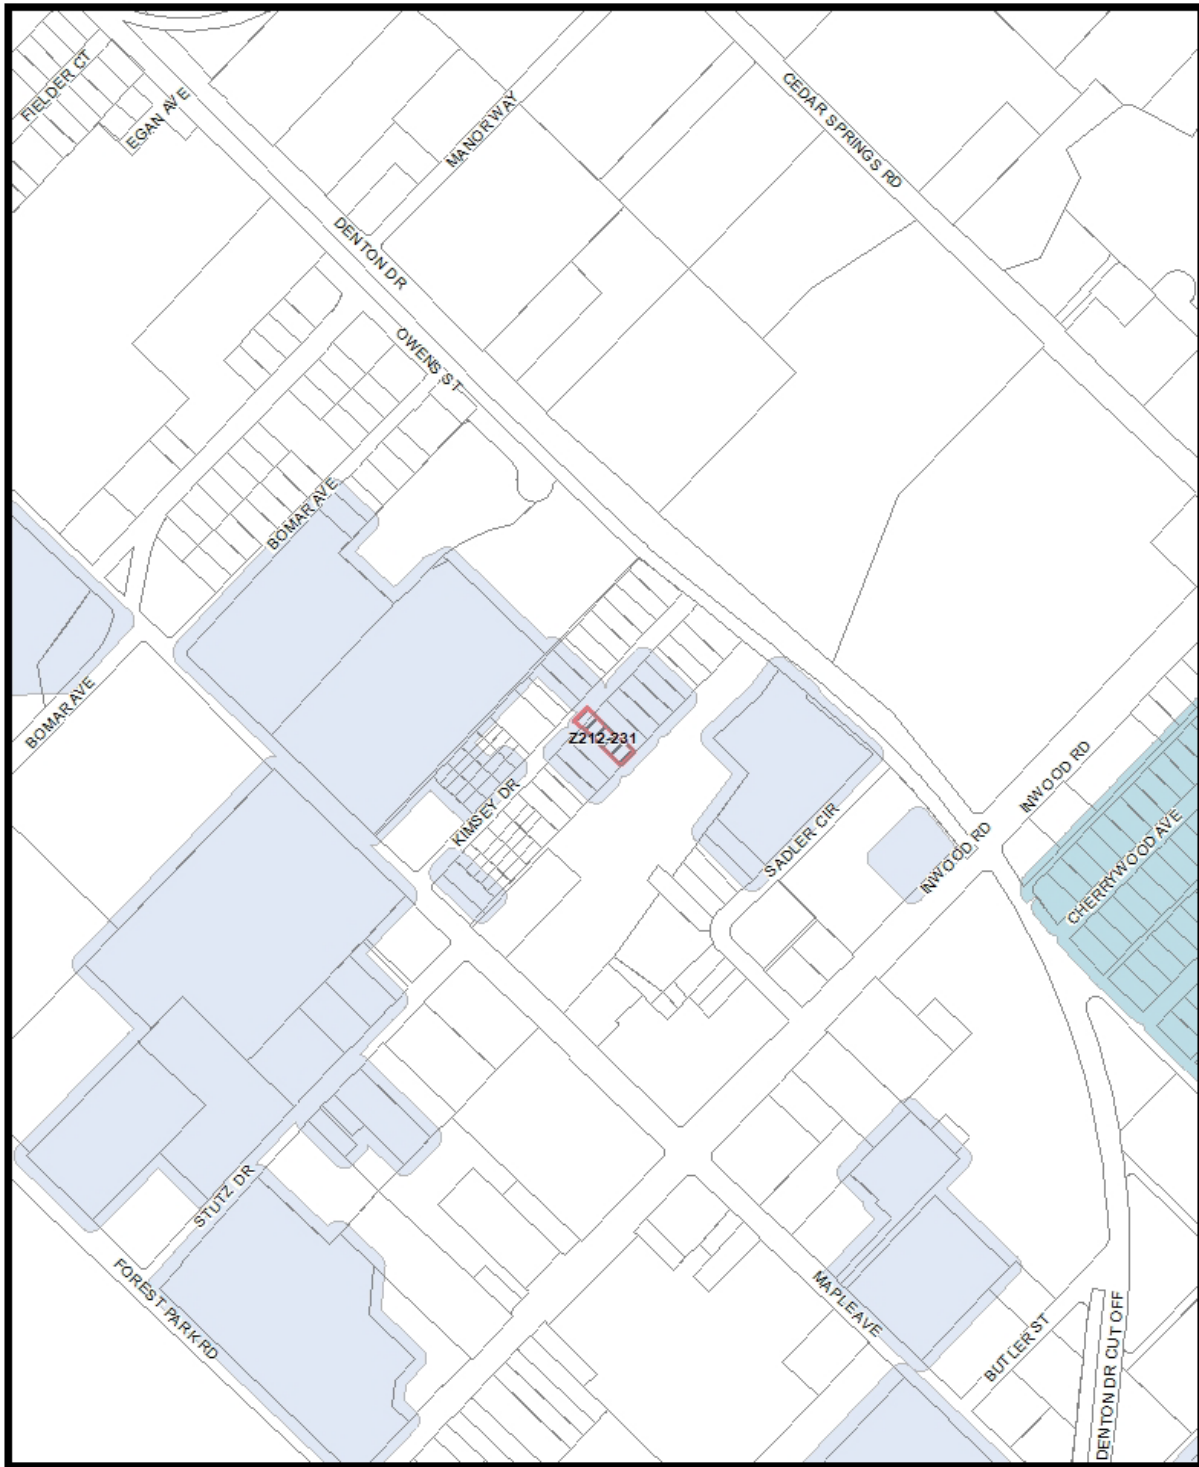 FIELDER CT
EGAN AVE
MANOR WAY
CEDAR SPRINGS RD
DENTON DR
OWENS ST
BOMAR AVE
BOMAR AVE
Z212-231
KIMSEY DR
SADLER CIR
INWOOD RD
INWOOD RD
CHERRYWOOD AVE
STUTZ DR
FOREST PARK RD
MAPLE AVE
BUTLER ST
DENTON DR CUT OFF